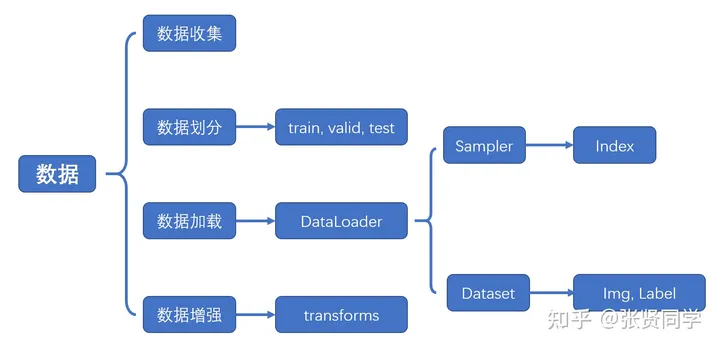 数据收集
数据划分
train, valid, test
Sampler
Index
数据
数据加载
DataLoader
Dataset
Img, Label
数据增强
transforms
知乎 @张贤同学